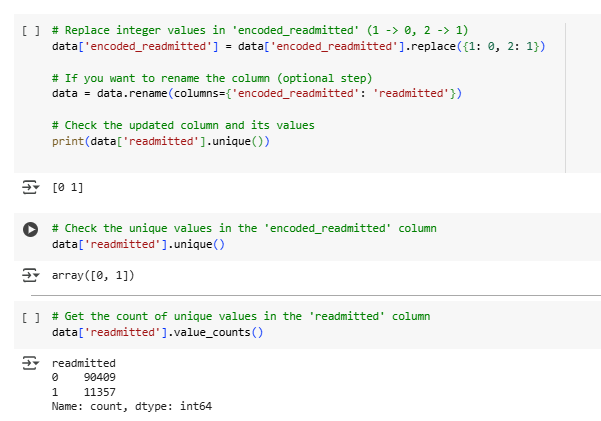 [ ] # Replace integer values in 'encoded_readmitted' (1 -> 0, 2 -> 1)
data['encoded_readmitted'] = data['encoded_readmitted'].replace({1: 0, 2: 1})
# If you want to rename the column (optional step)
data = data.rename(columns={'encoded_readmitted': 'readmitted'})
# Check the updated column and its values
print(data['readmitted'].unique())
[0 1]
# Check the unique values in the 'encoded_readmitted' column
data['readmitted'].unique()
array([0, 1])
[ ] # Get the count of unique values in the 'readmitted' column
data['readmitted'].value_counts()
readmitted
0    90409
1    11357
Name: count, dtype: int64